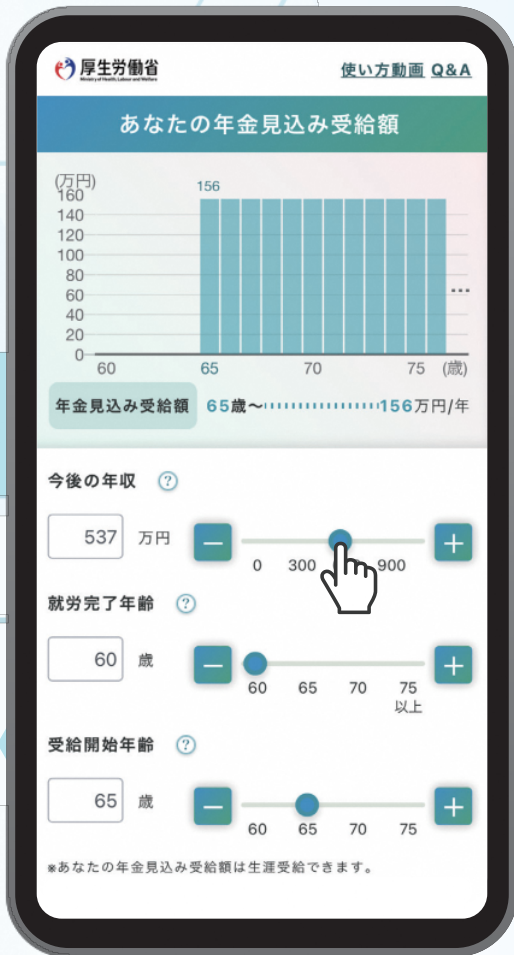 厚生労働省
Ministry of Health, Labour and Welfare
使い方動画 Q&A
あなたの年金見込み受給額
(万円)
160
156
140
120
100
80
60
40
20
0
60 65 70 75 (歳)
...
年金見込み受給額 65歳〜156万円/年
今後の年収 ?
537 万円 − +
0 300 900
就労完了年齢 ?
60 歳 − +
60 65 70 75
以上
受給開始年齢 ?
65 歳 − +
60 65 70 75
※あなたの年金見込み受給額は生涯受給できます。